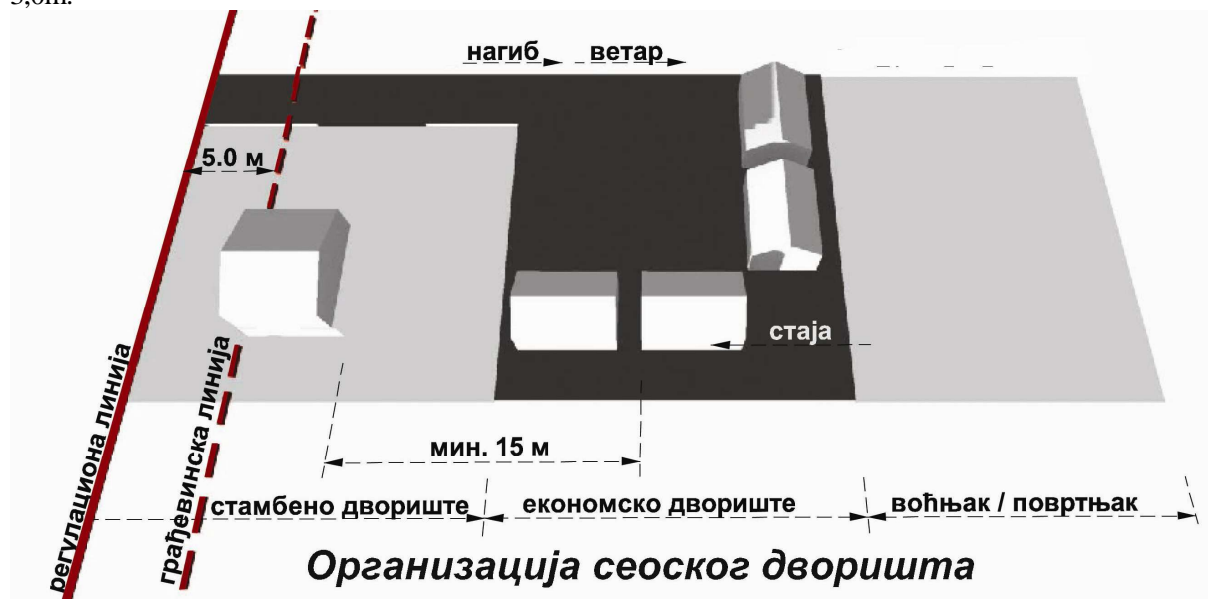 нагиб ветар
5.0 м
стаја
регулациона линија
грађевинска линија
мин. 15 м
стамбено двориште економско двориште воћњак / повртњак
Организација сеоског дворишта